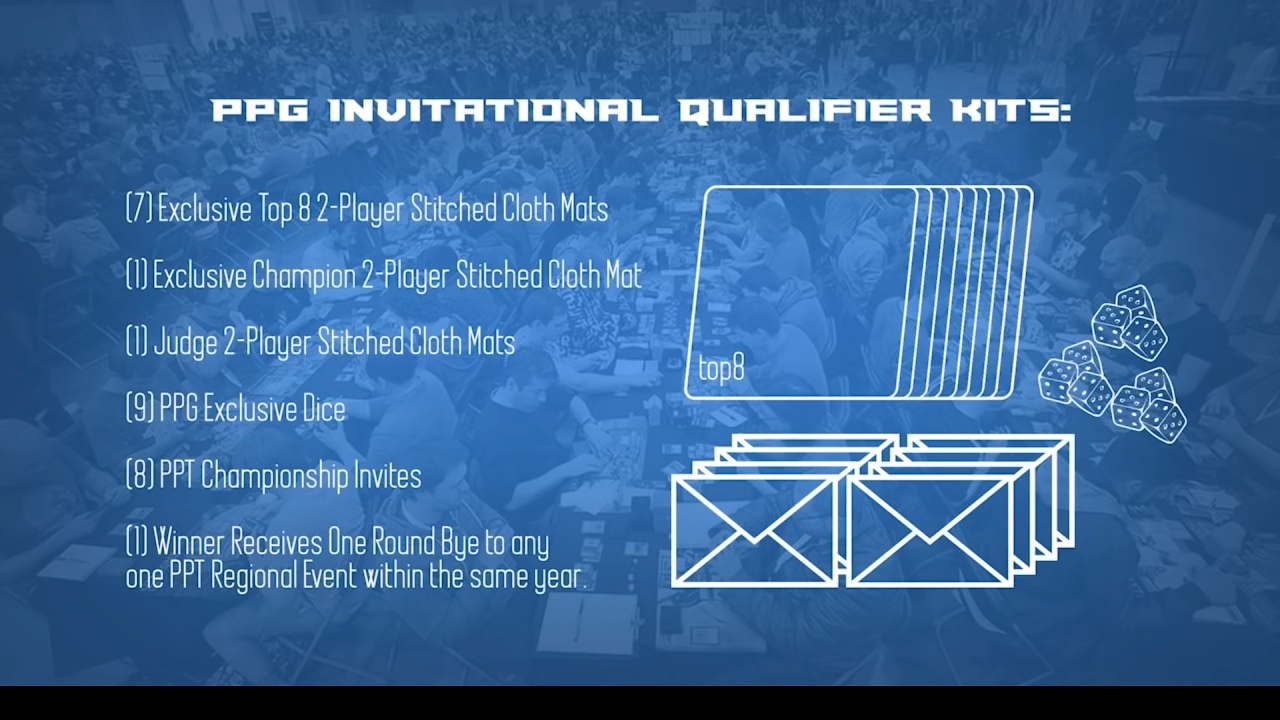 PPG INVITATIONAL QUALIFIER KITS:
(7) Exclusive Top 8 2-Player Stitched Cloth Mats
(1) Exclusive Champion 2-Player Stitched Cloth Mat
(1) Judge 2-Player Stitched Cloth Mats
(9) PPG Exclusive Dice
(8) PPT Championship Invites
(1) Winner Receives One Round Bye to any
one PPT Regional Event within the same year.
top8